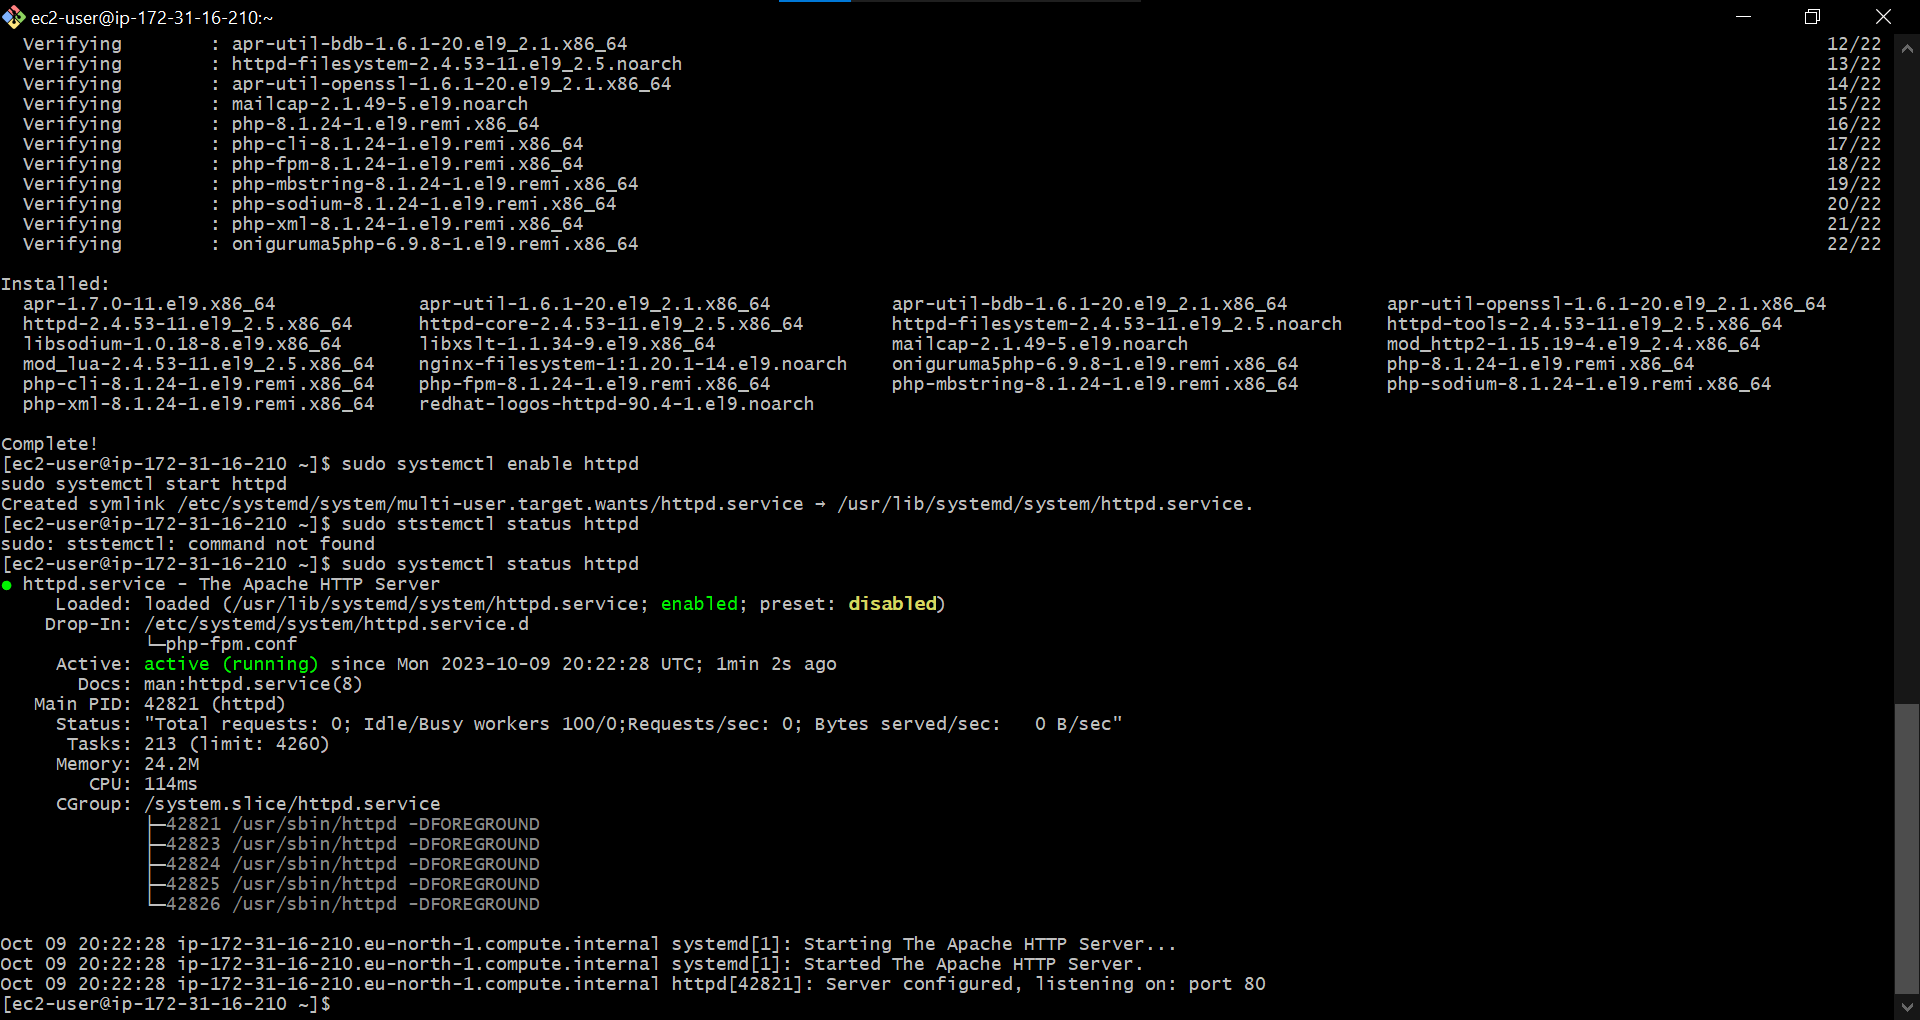 ec2-user@ip-172-31-16-210:~
Verifying        : apr-util-bdb-1.6.1-20.el9_2.1.x86_64 12/22
Verifying        : httpd-filesystem-2.4.53-11.el9_2.5.noarch 13/22
Verifying        : apr-util-openssl-1.6.1-20.el9_2.1.x86_64 14/22
Verifying        : mailcap-2.1.49-5.el9.noarch 15/22
Verifying        : php-8.1.24-1.el9.remi.x86_64 16/22
Verifying        : php-cli-8.1.24-1.el9.remi.x86_64 17/22
Verifying        : php-fpm-8.1.24-1.el9.remi.x86_64 18/22
Verifying        : php-mbstring-8.1.24-1.el9.remi.x86_64 19/22
Verifying        : php-sodium-8.1.24-1.el9.remi.x86_64 20/22
Verifying        : php-xml-8.1.24-1.el9.remi.x86_64 21/22
Verifying        : oniguruma5php-6.9.8-1.el9.remi.x86_64 22/22
Installed:
apr-1.7.0-11.el9.x86_64 apr-util-1.6.1-20.el9_2.1.x86_64 apr-util-bdb-1.6.1-20.el9_2.1.x86_64 apr-util-openssl-1.6.1-20.el9_2.1.x86_64
httpd-2.4.53-11.el9_2.5.x86_64 httpd-core-2.4.53-11.el9_2.5.x86_64 httpd-filesystem-2.4.53-11.el9_2.5.noarch httpd-tools-2.4.53-11.el9_2.5.x86_64
libsodium-1.0.18-8.el9.x86_64 libxslt-1.1.34-9.el9.x86_64 mailcap-2.1.49-5.el9.noarch mod_http2-1.15.19-4.el9_2.4.x86_64
mod_lua-2.4.53-11.el9_2.5.x86_64 nginx-filesystem-1:1.20.1-14.el9.noarch oniguruma5php-6.9.8-1.el9.remi.x86_64 php-8.1.24-1.el9.remi.x86_64
php-cli-8.1.24-1.el9.remi.x86_64 php-fpm-8.1.24-1.el9.remi.x86_64 php-mbstring-8.1.24-1.el9.remi.x86_64 php-sodium-8.1.24-1.el9.remi.x86_64
php-xml-8.1.24-1.el9.remi.x86_64 redhat-logos-httpd-90.4-1.el9.noarch
Complete!
[ec2-user@ip-172-31-16-210 ~]$ sudo systemctl enable httpd
sudo systemctl start httpd
Created symlink /etc/systemd/system/multi-user.target.wants/httpd.service → /usr/lib/systemd/system/httpd.service.
[ec2-user@ip-172-31-16-210 ~]$ sudo ststemctl status httpd
sudo: ststemctl: command not found
[ec2-user@ip-172-31-16-210 ~]$ sudo systemctl status httpd
● httpd.service - The Apache HTTP Server
Loaded: loaded (/usr/lib/systemd/system/httpd.service; enabled; preset: disabled)
Drop-In: /etc/systemd/system/httpd.service.d
└─php-fpm.conf
Active: active (running) since Mon 2023-10-09 20:22:28 UTC; 1min 2s ago
Docs: man:httpd.service(8)
Main PID: 42821 (httpd)
Status: "Total requests: 0; Idle/Busy workers 100/0;Requests/sec: 0; Bytes served/sec:   0 B/sec"
Tasks: 213 (limit: 4260)
Memory: 24.2M
CPU: 114ms
CGroup: /system.slice/httpd.service
├─42821 /usr/sbin/httpd -DFOREGROUND
├─42823 /usr/sbin/httpd -DFOREGROUND
├─42824 /usr/sbin/httpd -DFOREGROUND
├─42825 /usr/sbin/httpd -DFOREGROUND
└─42826 /usr/sbin/httpd -DFOREGROUND
Oct 09 20:22:28 ip-172-31-16-210.eu-north-1.compute.internal systemd[1]: Starting The Apache HTTP Server...
Oct 09 20:22:28 ip-172-31-16-210.eu-north-1.compute.internal systemd[1]: Started The Apache HTTP Server.
Oct 09 20:22:28 ip-172-31-16-210.eu-north-1.compute.internal httpd[42821]: Server configured, listening on: port 80
[ec2-user@ip-172-31-16-210 ~]$